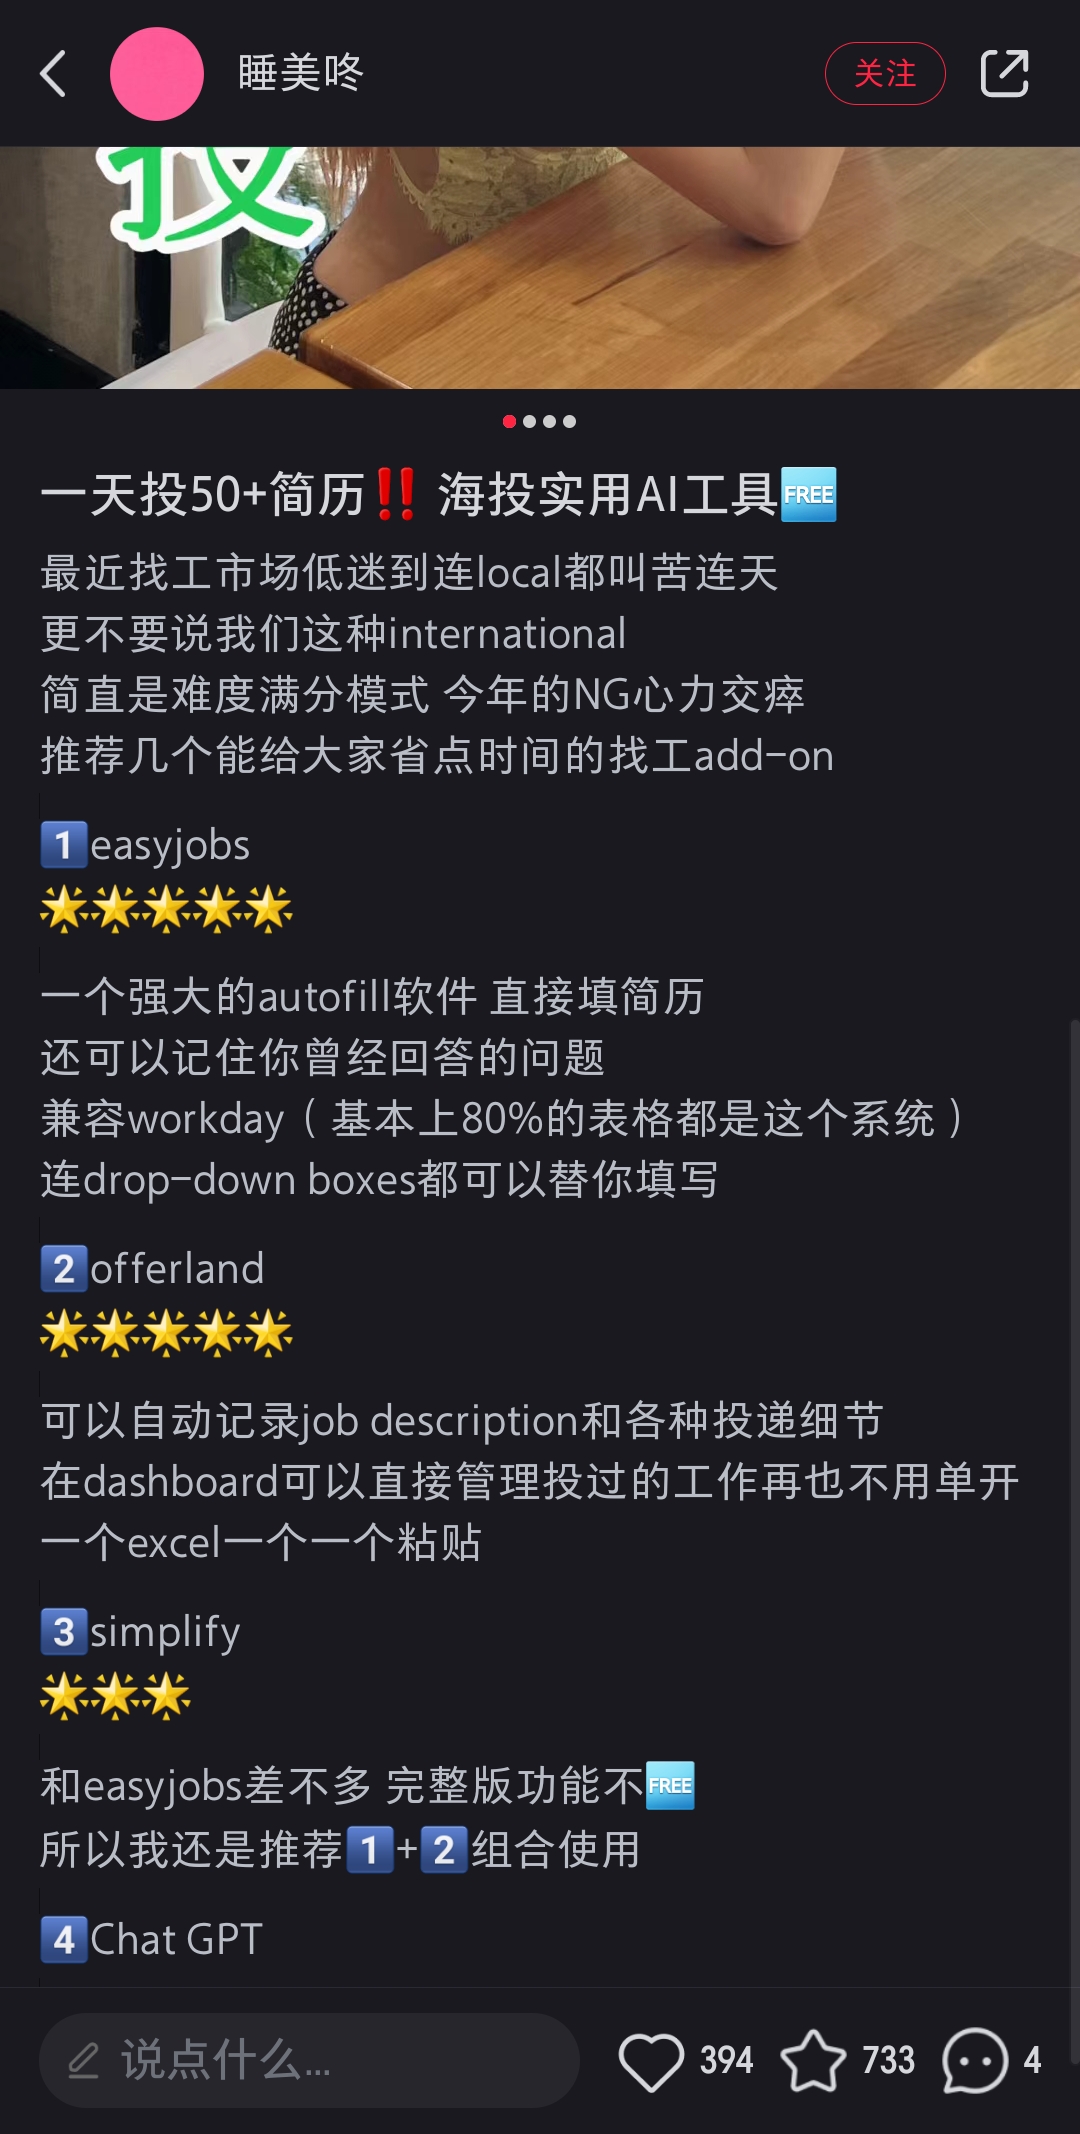 睡美咚
关注
投
一天投50+简历‼️ 海投实用AI工具🆓
最近找工市场低迷到连local都叫苦连天
更不要说我们这种international
简直是难度满分模式 今年的NG心力交瘁
推荐几个能给大家省点时间的找工add-on
1️⃣easyjobs
🌟🌟🌟🌟🌟
一个强大的autofill软件 直接填简历
还可以记住你曾经回答的问题
兼容workday（基本上80%的表格都是这个系统）
连drop-down boxes都可以替你填写
2️⃣offerland
🌟🌟🌟🌟🌟
可以自动记录job description和各种投递细节
在dashboard可以直接管理投过的工作再也不用单开
一个excel一个一个粘贴
3️⃣simplify
🌟🌟🌟
和easyjobs差不多 完整版功能不🆓
所以我还是推荐1️⃣+2️⃣组合使用
4️⃣Chat GPT
说点什么...
394
733
4